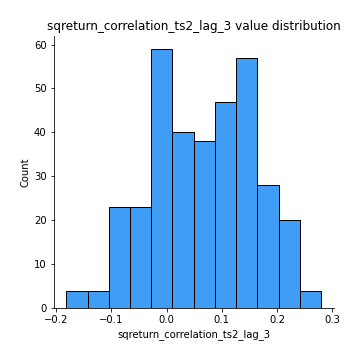 sqreturn_correlation_ts2_lag_3 value distribution
60
50
40
30
20
10
0
Count
−0.2 −0.1 0.0 0.1 0.2 0.3
sqreturn_correlation_ts2_lag_3